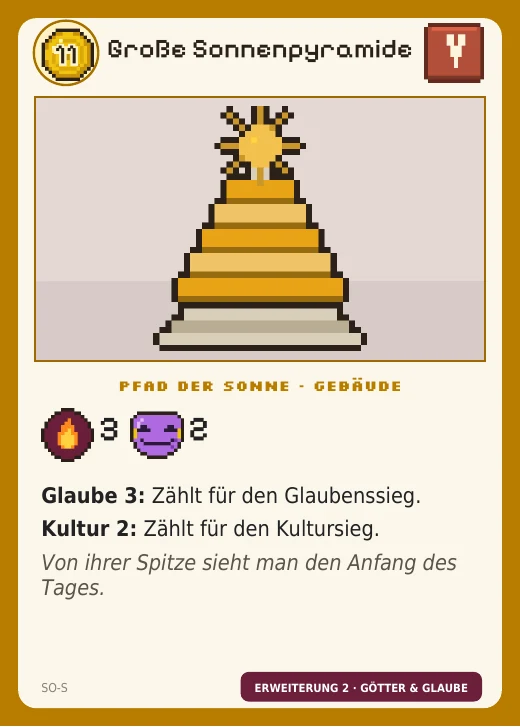 11 Große Sonnenpyramide
PFAD DER SONNE · GEBÄUDE
3 2
Glaube 3: Zählt für den Glaubenssieg.
Kultur 2: Zählt für den Kultursieg.
Von ihrer Spitze sieht man den Anfang des
Tages.
SO-S
ERWEITERUNG 2 · GÖTTER & GLAUBE